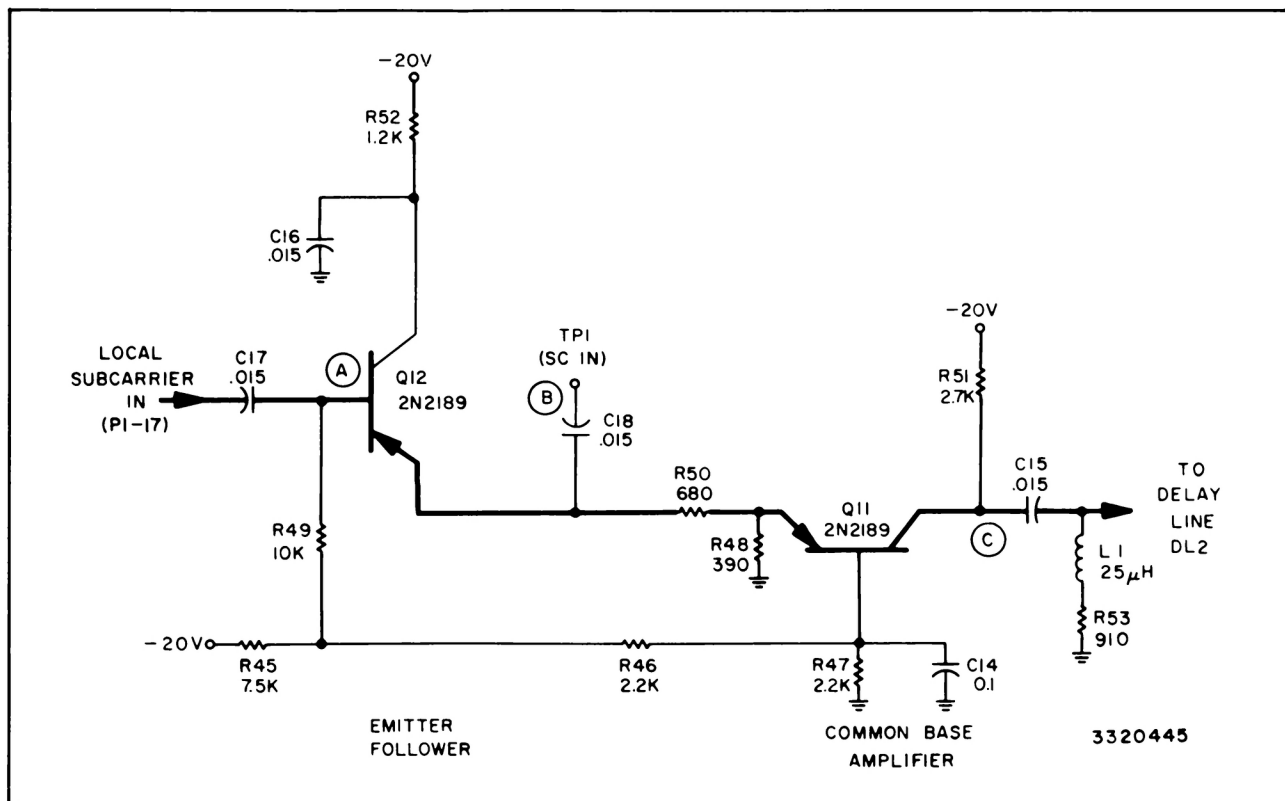 -20V
R52
1.2K
C16
.015
LOCAL
SUBCARRIER
IN
(P1-17)
C17
.015
A
Q12
2N2189
TP1
(SC IN)
B
C18
.015
R50
680
R48
390
Q11
2N2189
-20V
R51
2.7K
C
C15
.015
TO
DELAY
LINE
DL2
L1
25μH
R53
910
R49
10K
-20V
R45
7.5K
R46
2.2K
R47
2.2K
C14
0.1
EMITTER
FOLLOWER
COMMON BASE
AMPLIFIER
3320445